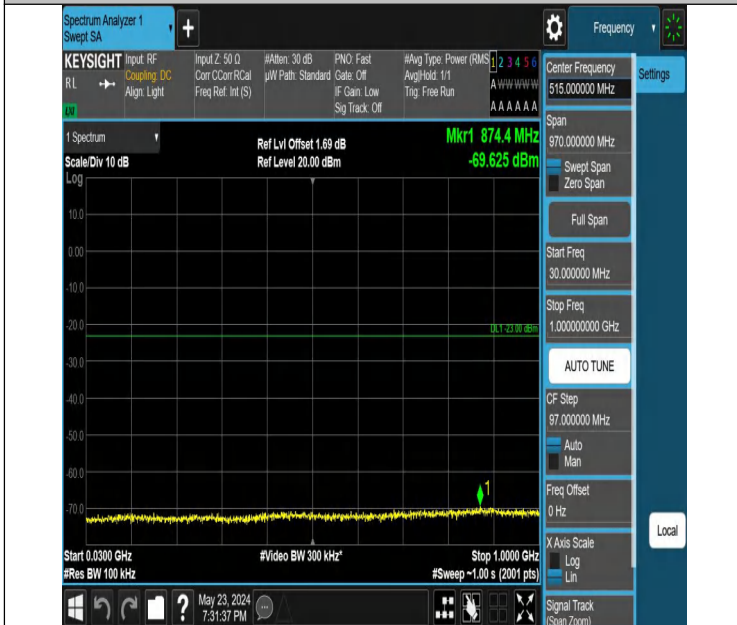 Spectrum Analyzer 1
Swept SA
+
Frequency
KEYSIGHT
RL
Input: RF
Coupling: DC
Align: Light
Input Z: 50 Ω
Corr CCorr RCal
Freq Ref: Int (S)
#Atten: 30 dB
µW Path: Standard
PNO: Fast
Gate: Off
IF Gain: Low
Sig Track: Off
#Avg Type: Power (RMS
Avg|Hold: 1/1
Trig: Free Run
1 2 3 4 5 6
A W W W W W
A A A A A A
1 Spectrum
Scale/Div 10 dB
Log
Ref Lvl Offset 1.69 dB
Ref Level 20.00 dBm
Mkr1 874.4 MHz
-69.625 dBm
10.0
0.00
-10.0
-20.0
-30.0
-40.0
-50.0
-60.0
-70.0
DL1 -23.00 dBm
1
Start 0.0300 GHz
#Res BW 100 kHz
#Video BW 300 kHz*
Stop 1.0000 GHz
#Sweep ~1.00 s (2001 pts)
?
May 23, 2024
7:31:37 PM
Center Frequency
515.000000 MHz
Settings
Span
970.000000 MHz
Swept Span
Zero Span
Full Span
Start Freq
30.000000 MHz
Stop Freq
1.000000000 GHz
AUTO TUNE
CF Step
97.000000 MHz
Auto
Man
Freq Offset
0 Hz
X Axis Scale
Log
Lin
Signal Track
(Span Zoom)
Local